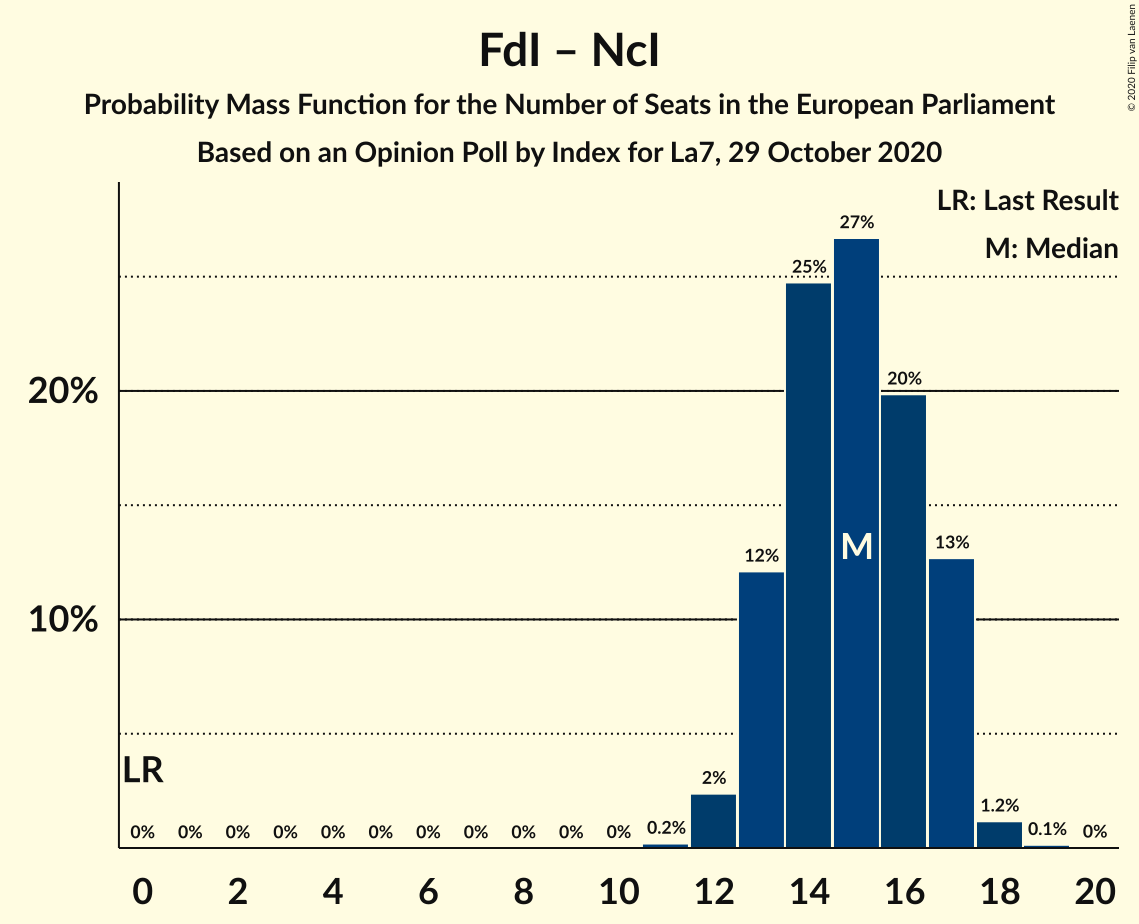 FdI – NcI
Probability Mass Function for the Number of Seats in the European Parliament
Based on an Opinion Poll by Index for La7, 29 October 2020
© 2020 Filip van Laenen
LR: Last Result
M: Median
27%
25%
20%
20%
13%
12%
M
10%
LR
2%
1.2%
0% 0% 0% 0% 0% 0% 0% 0% 0% 0% 0% 0.2% 0.1% 0%
0 2 4 6 8 10 12 14 16 18 20